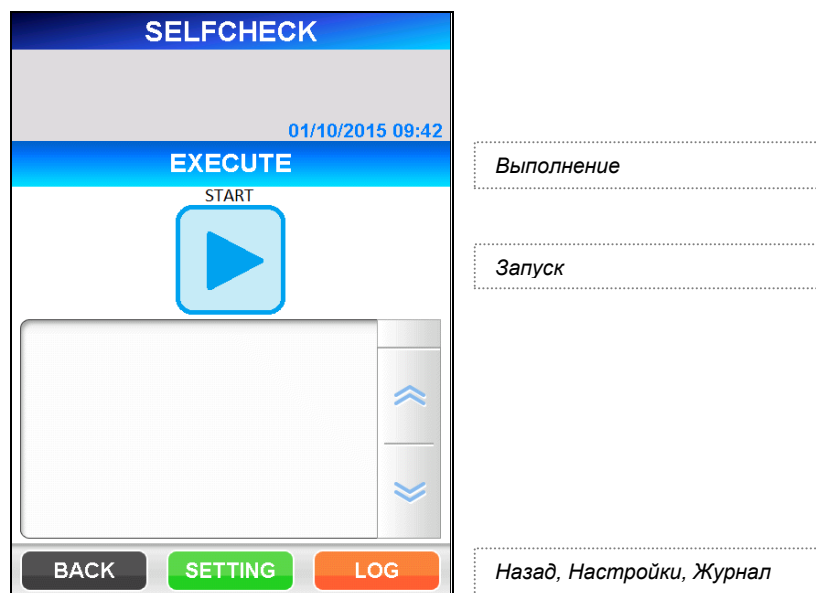 SELFCHECK
01/10/2015 09:42
EXECUTE
Выполнение
START
Запуск
BACK SETTING LOG
Назад, Настройки, Журнал